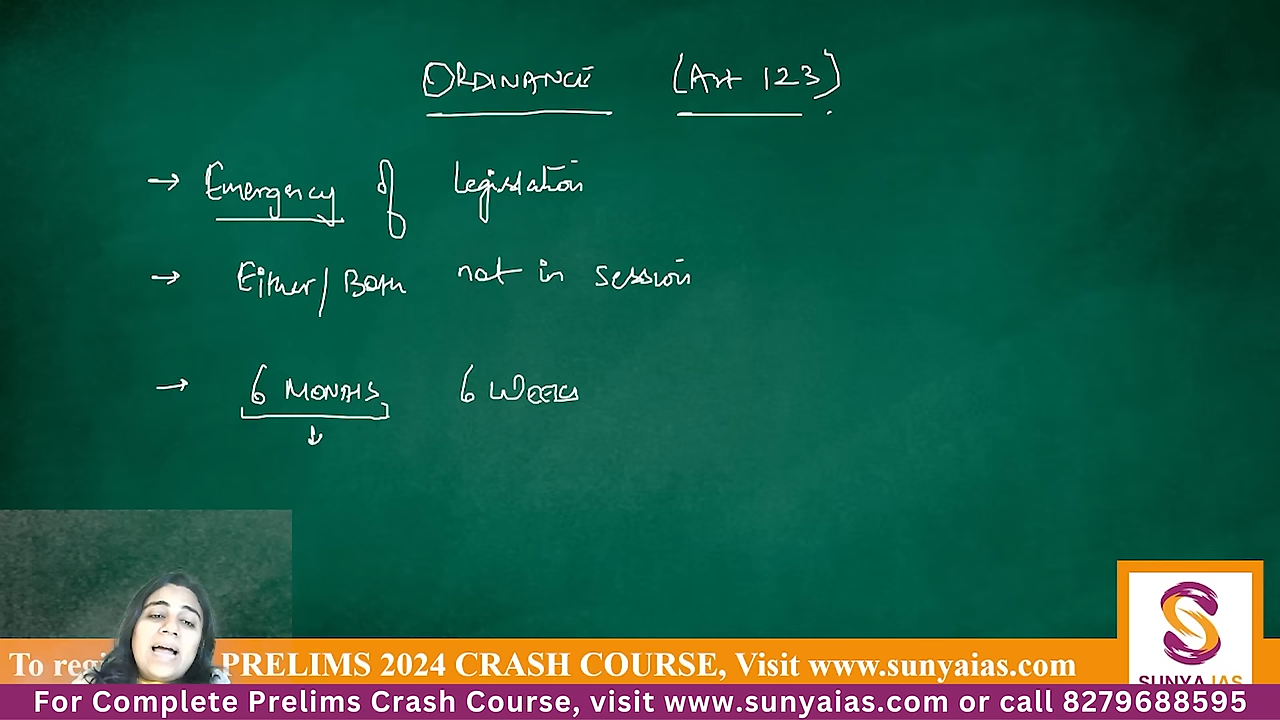 ORDINANCE (Art 123)
→ Emergency of legislation
→ Either/Both not in session
→ 6 MONTHS 6 WEEKS
↓
To regi PRELIMS 2024 CRASH COURSE, Visit www.sunyaias.com
SUNYA IAS
For Complete Prelims Crash Course, visit www.sunyaias.com or call 8279688595